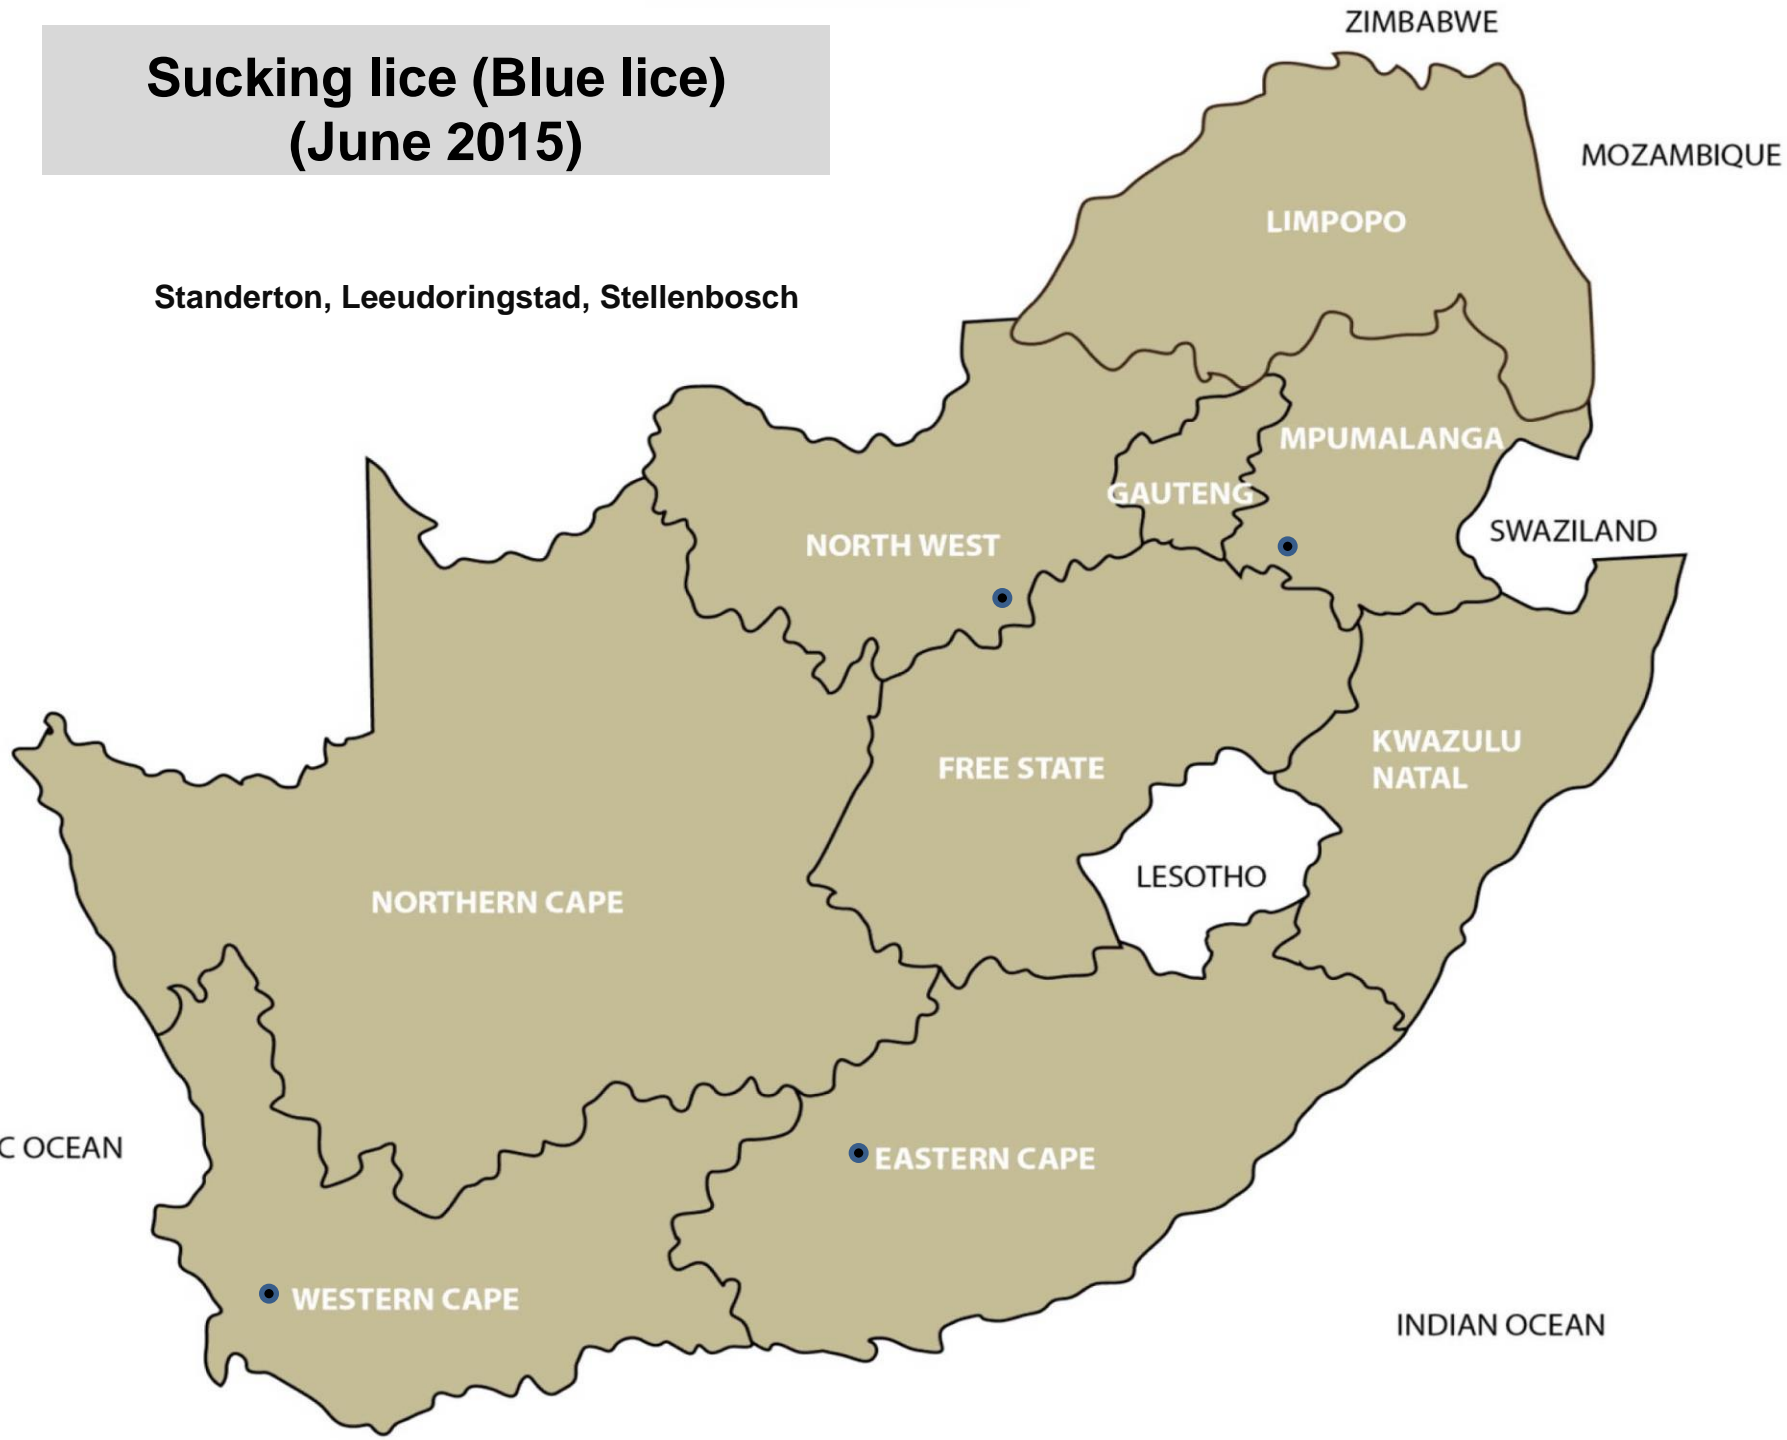 ZIMBABWE
Sucking lice (Blue lice)
(June 2015)
MOZAMBIQUE
LIMPOPO
Standerton, Leeudoringstad, Stellenbosch
MPUMALANGA
GAUTENG
SWAZILAND
NORTH WEST
KWAZULU
NATAL
FREE STATE
LESOTHO
NORTHERN CAPE
C OCEAN
EASTERN CAPE
WESTERN CAPE
INDIAN OCEAN